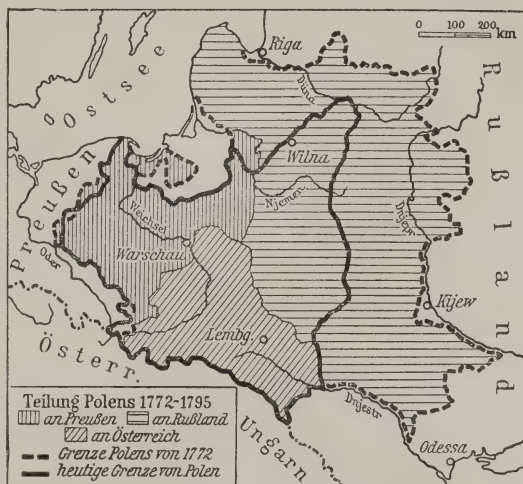 0 100 200 km
Riga
Ostsee
Düna
Rußland
Wilna
Preußen
Njemen
Weichsel
Dnjepr
Warschau
Oder
Kijew
Lembg.
Österr.
Dnjestr
Ungarn
Odessa
Teilung Polens 1772-1795
an Preußen an Rußland
an Österreich
Grenze Polens von 1772
heutige Grenze von Polen